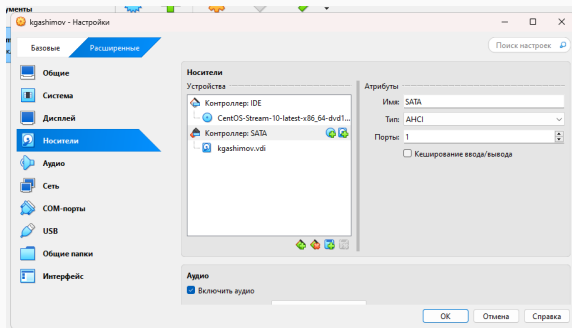 ументы
kgashimov - Настройки
Базовые
Расширенные
Поиск настроек
Общие
Система
Дисплей
Носители
Аудио
Сеть
COM-порты
USB
Общие папки
Интерфейс
Носители
Устройства
Контроллер: IDE
CentOS-Stream-10-latest-x86_64-dvd1...
Контроллер: SATA
kgashimov.vdi
Атрибуты
Имя: SATA
Тип: AHCI
Порты: 1
Кеширование ввода/вывода
Аудио
Включить аудио
OK
Отмена
Справка